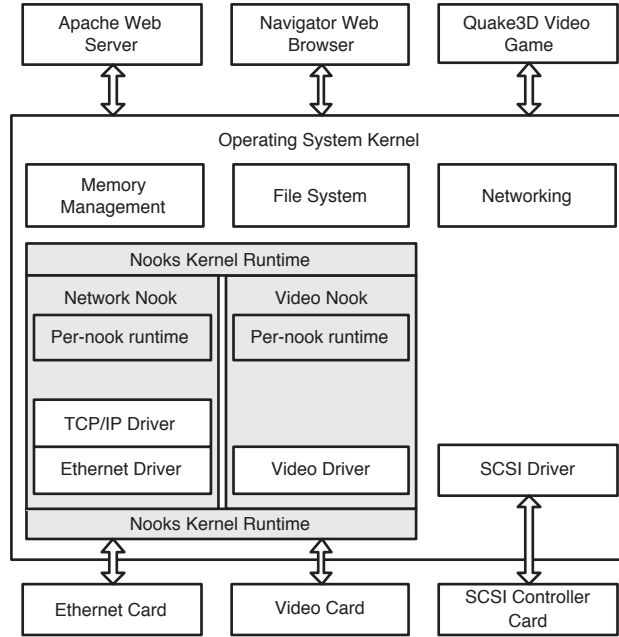 Apache Web
Server
Navigator Web
Browser
Quake3D Video
Game
Operating System Kernel
Memory
Management
File System
Networking
Nooks Kernel Runtime
Network Nook
Video Nook
Per-nook runtime
Per-nook runtime
TCP/IP Driver
Ethernet Driver
Video Driver
SCSI Driver
Nooks Kernel Runtime
Ethernet Card
Video Card
SCSI Controller
Card